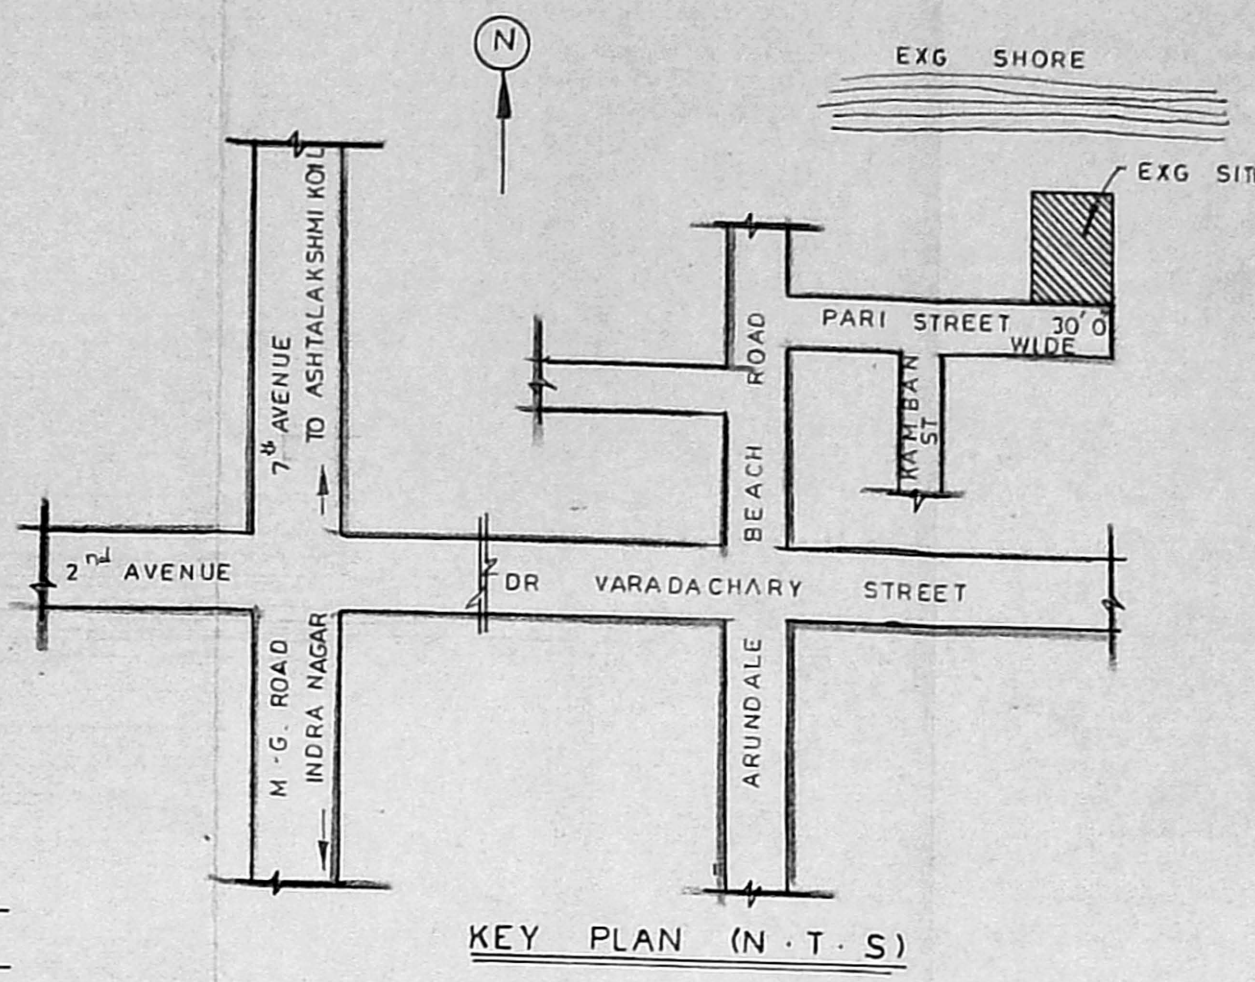 N
EXG SHORE
EXG SIT
PARI STREET 30' 0"
WIDE
KAMBAN
ST
7th AVENUE
TO ASHTALAKSHMI KOIL
BEACH ROAD
2nd AVENUE
DR VARADACHARY STREET
M.G. ROAD
INDRA NAGAR
ARUNDALE
KEY PLAN (N.T.S)